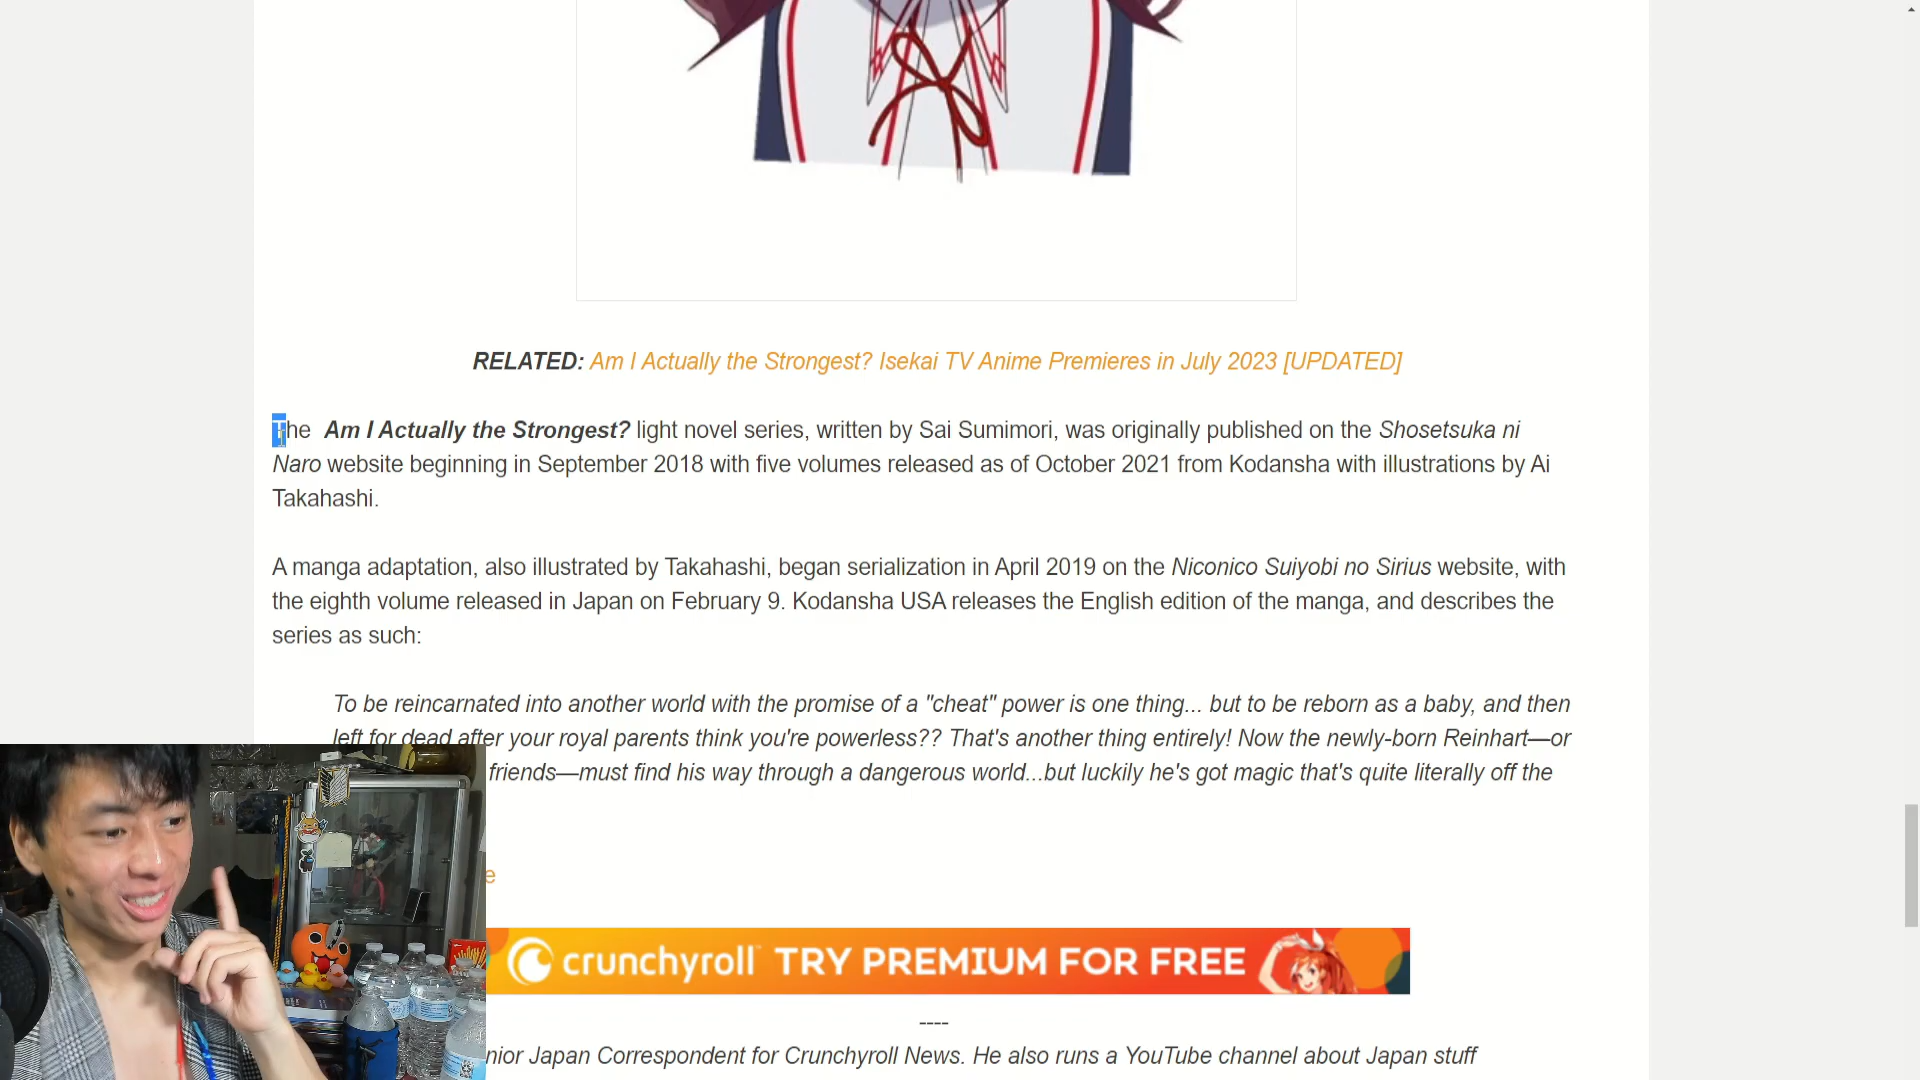 RELATED: Am I Actually the Strongest? Isekai TV Anime Premieres in July 2023 [UPDATED]
The Am I Actually the Strongest? light novel series, written by Sai Sumimori, was originally published on the Shosetsuka ni
Naro website beginning in September 2018 with five volumes released as of October 2021 from Kodansha with illustrations by Ai
Takahashi.
A manga adaptation, also illustrated by Takahashi, began serialization in April 2019 on the Niconico Suiyobi no Sirius website, with
the eighth volume released in Japan on February 9. Kodansha USA releases the English edition of the manga, and describes the
series as such:
To be reincarnated into another world with the promise of a "cheat" power is one thing... but to be reborn as a baby, and then
left for dead after your royal parents think you're powerless?? That's another thing entirely! Now the newly-born Reinhart—or
friends—must find his way through a dangerous world...but luckily he's got magic that's quite literally off the
e
crunchyroll TRY PREMIUM FOR FREE
----
nior Japan Correspondent for Crunchyroll News. He also runs a YouTube channel about Japan stuff